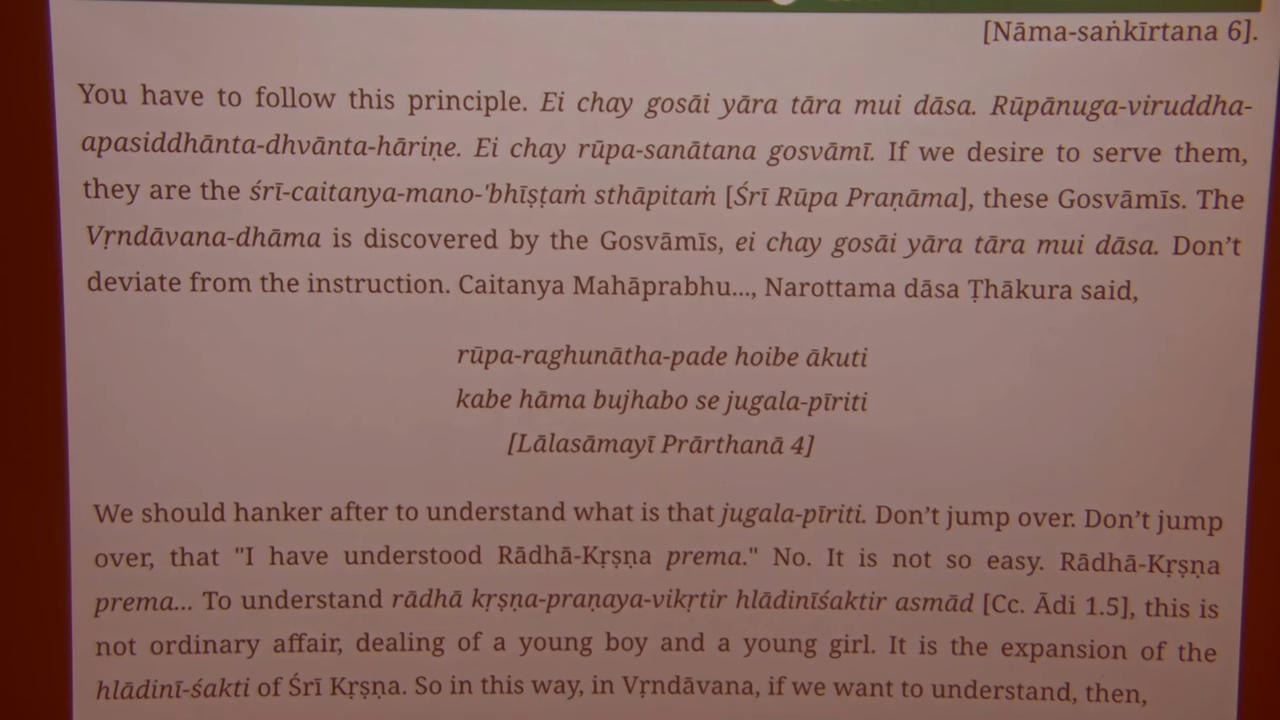 [Nāma-saṅkīrtana 6].
You have to follow this principle. Ei chay gosāi yāra tāra mui dāsa. Rūpānuga-viruddha-
apasiddhānta-dhvānta-hāriṇe. Ei chay rūpa-sanātana gosvāmī. If we desire to serve them,
they are the śrī-caitanya-mano-'bhīṣṭaṁ sthāpitaṁ [Śrī Rūpa Praṇāma], these Gosvāmīs. The
Vṛndāvana-dhāma is discovered by the Gosvāmīs, ei chay gosāi yāra tāra mui dāsa. Don’t
deviate from the instruction. Caitanya Mahāprabhu..., Narottama dāsa Ṭhākura said,
rūpa-raghunātha-pade hoibe ākuti
kabe hāma bujhabo se jugala-pīriti
[Lālasāmayī Prārthanā 4]
We should hanker after to understand what is that jugala-pīriti. Don’t jump over. Don’t jump
over, that "I have understood Rādhā-Kṛṣṇa prema." No. It is not so easy. Rādhā-Kṛṣṇa
prema... To understand rādhā kṛṣṇa-praṇaya-vikṛtir hlādinīśaktir asmād [Cc. Ādi 1.5], this is
not ordinary affair, dealing of a young boy and a young girl. It is the expansion of the
hlādinī-śakti of Śrī Kṛṣṇa. So in this way, in Vṛndāvana, if we want to understand, then,